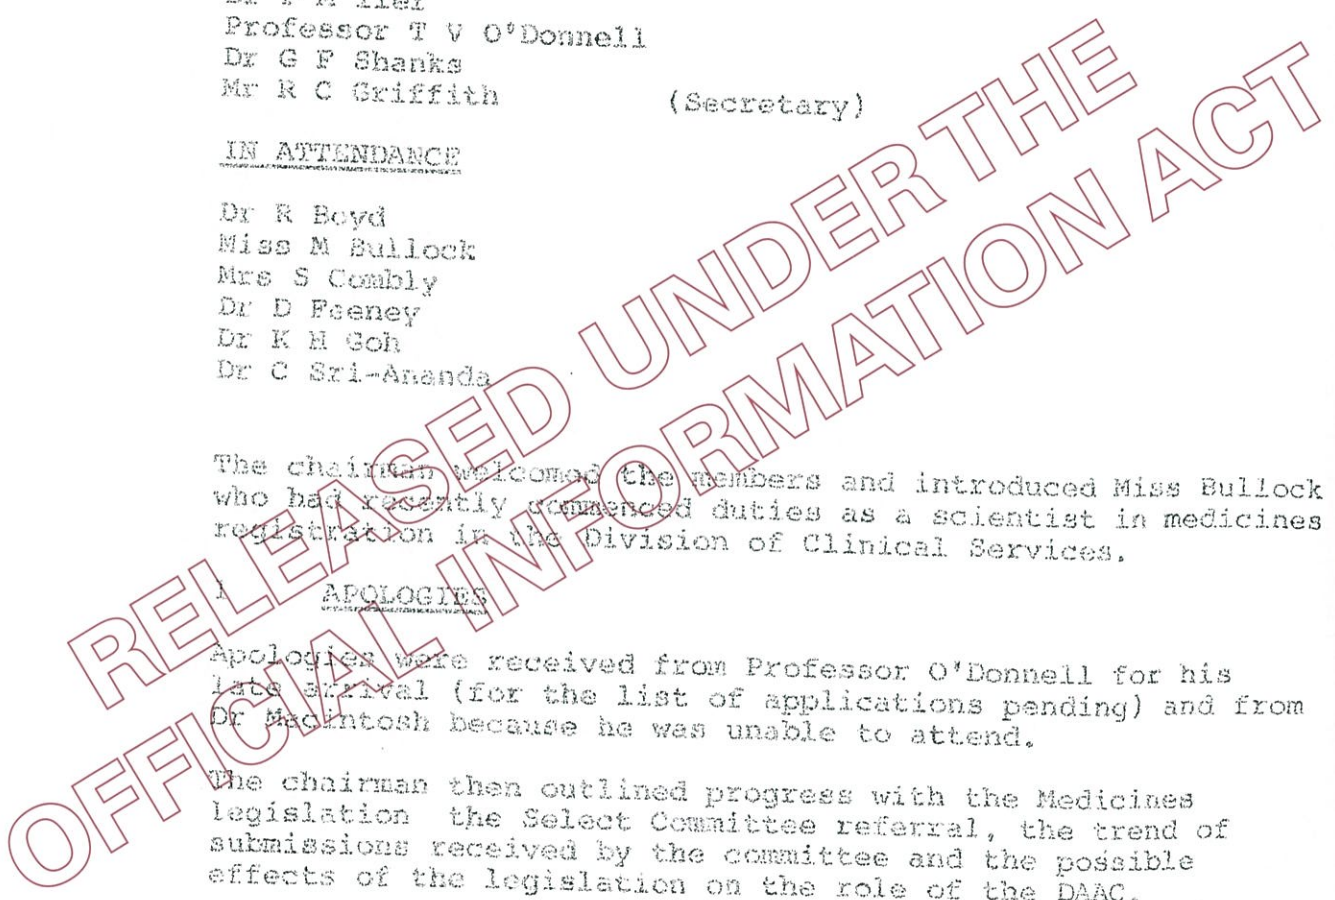 Professor T V O'Donnell
Dr G F Shanks
Mr R C Griffith (Secretary)
IN ATTENDANCE
Dr R Boyd
Miss M Bullock
Mrs S Combly
Dr D Feeney
Dr K H Goh
Dr C Sri-Ananda
The chairman welcomed the members and introduced Miss Bullock
who had recently commenced duties as a scientist in medicines
registration in the Division of Clinical Services.
1 APOLOGIES
Apologies were received from Professor O'Donnell for his
late arrival (for the list of applications pending) and from
Dr Macintosh because he was unable to attend.
The chairman then outlined progress with the Medicines
legislation the Select Committee referral, the trend of
submissions received by the committee and the possible
effects of the legislation on the role of the DAAC.
RELEASED UNDER THE
OFFICIAL INFORMATION ACT